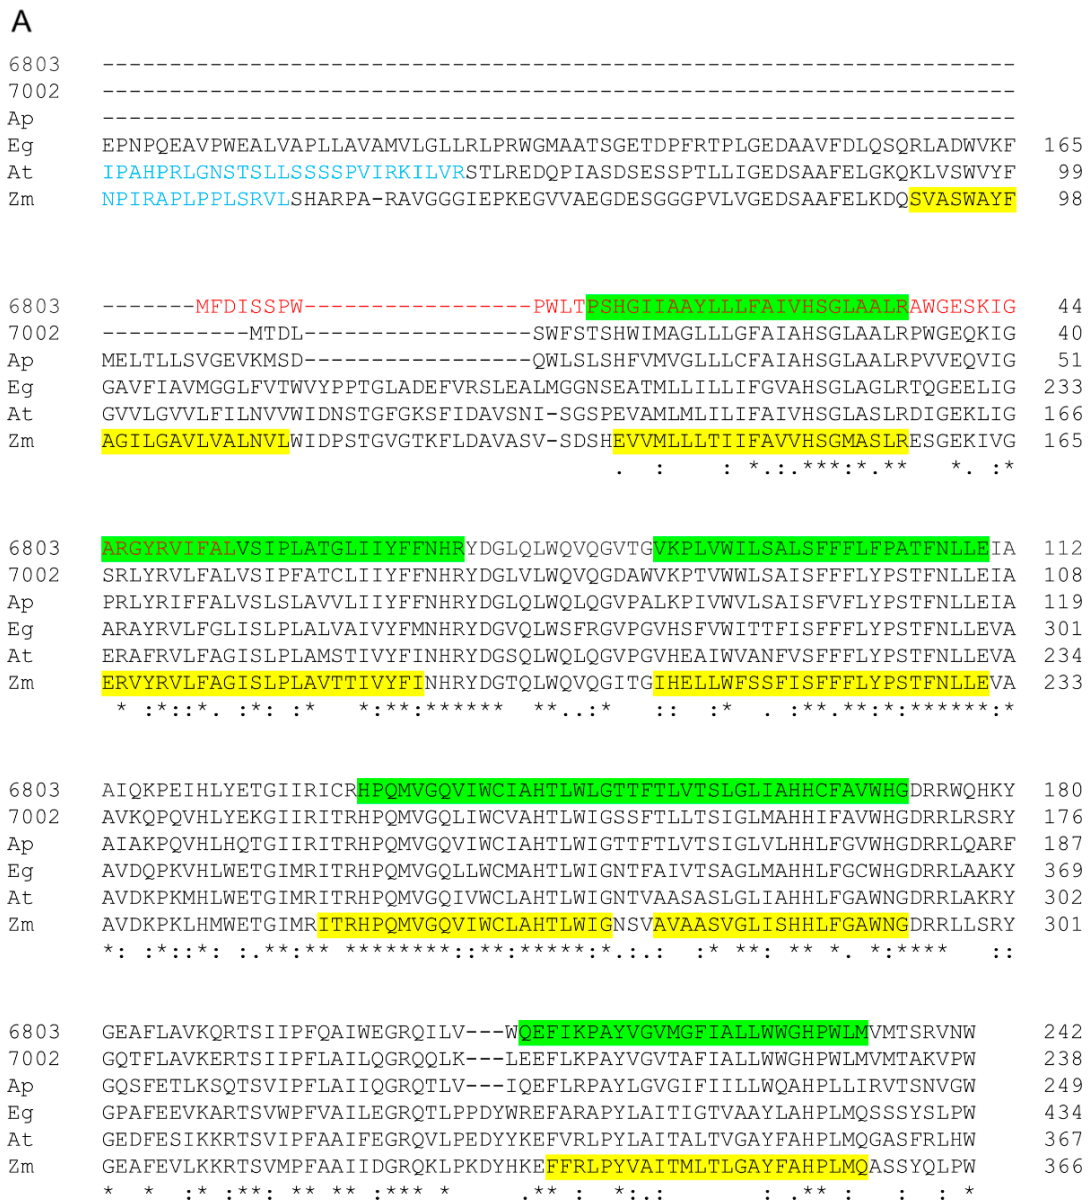 A
6803 -------------------------------------------------------------------- 
7002 -------------------------------------------------------------------- 
Ap -------------------------------------------------------------------- 
Eg EPNPQEAVPWEALVAPLLAVAMVLGLLRLPRWGMAATSGETDPFRTPLGEDAAVFDLQSQRLADWVKF 165
At IPAHPRLGNSTSLLSSSSPVIRKILVRSTLREDQPIASDSESSPTLLIGEDSAAFELGKQKLVSWVYF 99
Zm NPIRAPLPPLSRVLSHARPA-RAVGGGIEPKEGVVAEGDESGGGPVLVGEDSAAFELKDQSVASWAYF 98
6803 -------MFDISSPW-----------------PWLTPSHGIIAAYLLLFAIVHSGLAALRAWGESKIG 44
7002 -----------MTDL-----------------SWFSTSHWIMAGLLLGFAIAHSGLAALRPWGEQKIG 40
Ap MELTLLSVGEVKMSD-----------------QWLSLSHFVMVGLLLCFAIAHSGLAALRPVVEQVIG 51
Eg GAVFIAVMGGLFVTWVYPPTGLADEFVRSLEALMGGNSEATMLLILLIFGVAHSGLAGLRTQGEELIG 233
At GVVLGVVLFILNVVWIDNSTGFGKSFIDAVSNI-SGSPEVAMLMLILIFAIVHSGLASLRDIGEKLIG 166
Zm AGILGAVLVALNVLWIDPSTGVGTKFLDAVASV-SDSHEVVMLLLTIIFAVVHSGMASLRESGEKIVG 165
. : : *.:.***:*.** *. :*
6803 ARGYRVIFALVSIPLATGLIIYFFNHRYDGLQLWQVQGVTGVKPLVWILSALSFFFLFPATFNLLEIA 112
7002 SRLYRVLFALVSIPFATCLIIYFFNHRYDGLVLWQVQGDAWVKPTVWWLSAISFFFLYPSTFNLLEIA 108
Ap PRLYRIFFALVSLSLAVVLIIYFFNHRYDGLQLWQLQGVPALKPIVWVLSAISFVFLYPSTFNLLEIA 119
Eg ARAYRVLFGLISLPLALVAIVYFMNHRYDGVQLWSFRGVPGVHSFVWITTFISFFFLYPSTFNLLEVA 301
At ERAFRVLFAGISLPLAMSTIVYFINHRYDGSQLWQLQGVPGVHEAIWVANFVSFFFLYPSTFNLLEVA 234
Zm ERVYRVLFAGISLPLAVTTIVYFINHRYDGTQLWQVQGITGIHELLWFSSFISFFFLYPSTFNLLEVA 233
* :*::*. :*: :* *:**:****** **..:* :: :* . :**.**:*:******:*
6803 AIQKPEIHLYETGIIRICRHPQMVGQVIWCIAHTLWLGTTFTLVTSLGLIAHHCFAVWHGDRRWQHKY 180
7002 AVKQPQVHLYEKGIIRITRHPQMVGQLIWCVAHTLWIGSSFTLLTSIGLMAHHIFAVWHGDRRLRSRY 176
Ap AIAKPQVHLHQTGIIRITRHPQMVGQVIWCIAHTLWIGTTFTLVTSIGLVLHHLFGVWHGDRRLQARF 187
Eg AVDQPKVHLWETGIMRITRHPQMVGQLLWCMAHTLWIGNTFAIVTSAGLMAHHLFGCWHGDRRLAAKY 369
At AVDKPKMHLWETGIMRITRHPQMVGQIVWCLAHTLWIGNTVAASASLGLIAHHLFGAWNGDRRLAKRY 302
Zm AVDKPKLHMWETGIMRITRHPQMVGQVIWCLAHTLWIGNSVAVAASVGLISHHLFGAWNGDRRLLSRY 301
*: :*::*: :.**:** ********::**:*****:*.:.: :* **: ** *. *:**** ::
6803 GEAFLAVKQRTSIIPFQAIWEGRQILV---WQEFIKPAYVGVMGFIALLWWGHPWLMVMTSRVNW 242
7002 GQTFLAVKERTSIIPFLAILQGRQQLK---LEEFLKPAYVGVTAFIALLWWGHPWLMVMTAKVPW 238
Ap GQSFETLKSQTSVIPFLAIIQGRQTLV---IQEFLRPAYLGVGIFIILLWQAHPLLIRVTSNVGW 249
Eg GPAFEEVKARTSVWPFVAILEGRQTLPPDYWREFARAPYLAITIGTVAAYLAHPLMQSSSYSLPW 434
At GEDFESIKKRTSVIPFAAIFEGRQVLPEDYYKEFVRLPYLAITALTVGAYFAHPLMQGASFRLHW 367
Zm GEAFEVLKKRTSVMPFAAIIDGRQKLPKDYHKEFFRLPYVAITMLTLGAYFAHPLMQASSYQLPW 366
* * :* :**: ** ** :*** * .** : *:.: : .** : : : *